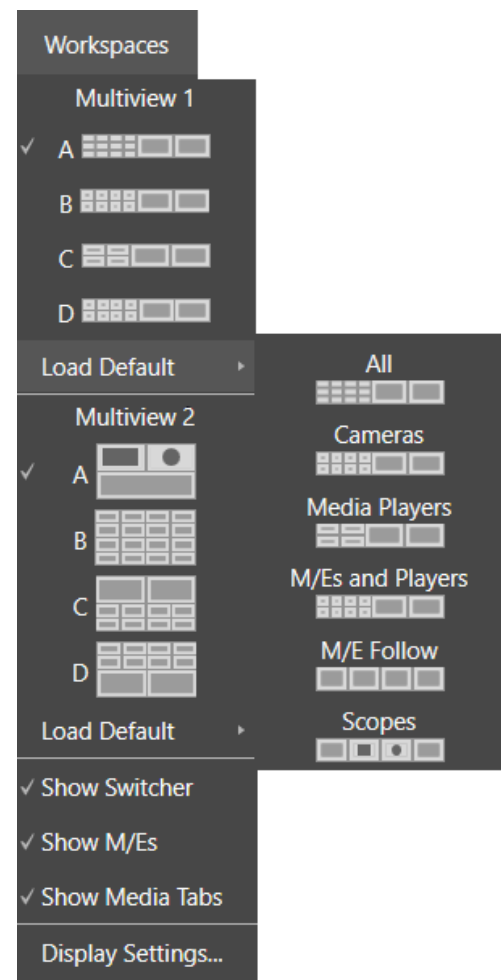 Workspaces
Multiview 1
A
B
C
D
Load Default
All
Cameras
Media Players
M/Es and Players
M/E Follow
Scopes
Multiview 2
A
B
C
D
Load Default
Show Switcher
Show M/Es
Show Media Tabs
Display Settings...